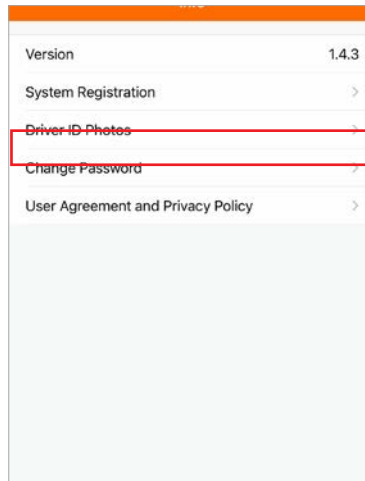 Version 1.4.3
System Registration
Driver ID Photos
Change Password
User Agreement and Privacy Policy